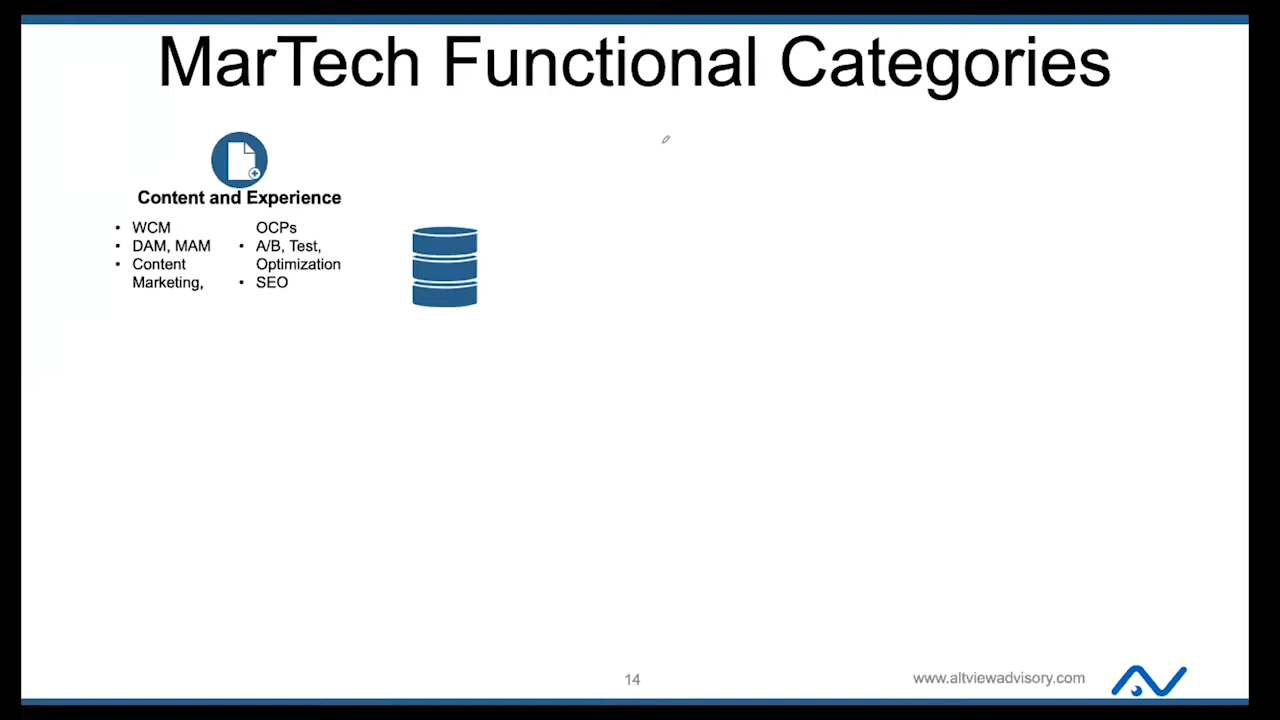 MarTech Functional Categories
Content and Experience
• WCM
• DAM, MAM
• Content
Marketing,
OCPs
• A/B, Test,
Optimization
• SEO
14
www.altviewadvisory.com